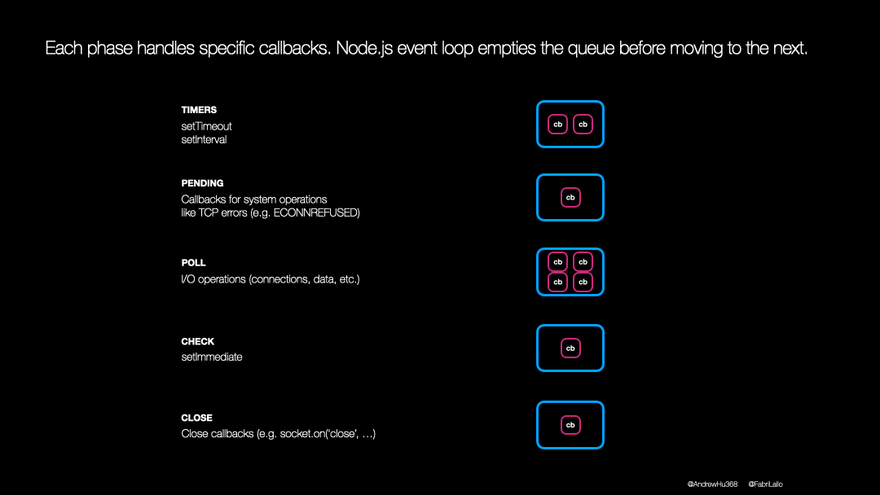 Each phase handles specific callbacks. Node.js event loop empties the queue before moving to the next.
TIMERS
setTimeout
setInterval
cb cb
PENDING
Callbacks for system operations
like TCP errors (e.g. ECONNREFUSED)
cb
POLL
I/O operations (connections, data, etc.)
cb cb
cb cb
CHECK
setImmediate
cb
CLOSE
Close callbacks (e.g. socket.on('close', …)
cb
@AndrewHu368 @FabriLallo